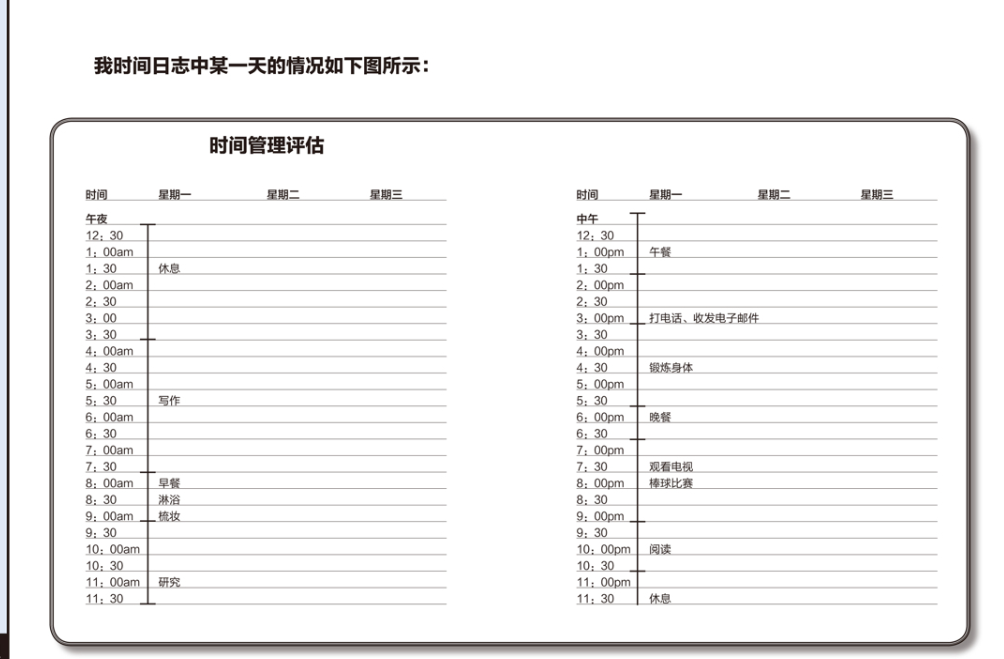 我时间日志中某一天的情况如下图所示：
时间管理评估
时间 星期一 星期二 星期三
午夜
12：30
1：00am
1：30 休息
2：00am
2：30
3：00
3：30
4：00am
4：30
5：00am
5：30 写作
6：00am
6：30
7：00am
7：30
8：00am 早餐
8：30 淋浴
9：00am 梳妆
9：30
10：00am
10：30
11：00am 研究
11：30
时间 星期一 星期二 星期三
中午
12：30
1：00pm 午餐
1：30
2：00pm
2：30
3：00pm 打电话、收发电子邮件
3：30
4：00pm
4：30 锻炼身体
5：00pm
5：30
6：00pm 晚餐
6：30
7：00pm
7：30 观看电视
8：00pm 棒球比赛
8：30
9：00pm
9：30
10：00pm 阅读
10：30
11：00pm
11：30 休息